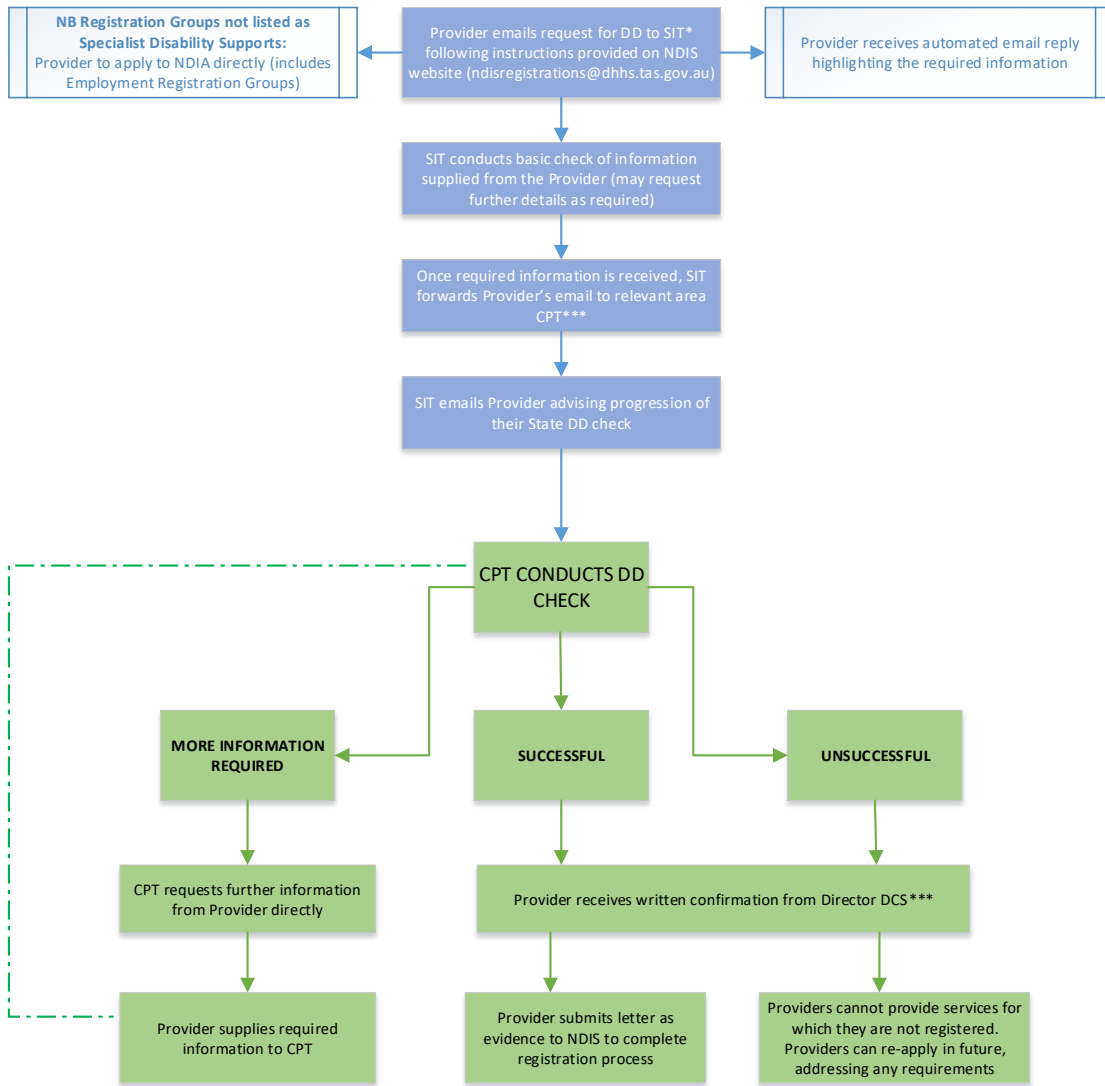 NB Registration Groups not listed as
Specialist Disability Supports:
Provider to apply to NDIA directly (includes
Employment Registration Groups)
Provider emails request for DD to SIT*
following instructions provided on NDIS
website (ndisregistrations@dhhs.tas.gov.au)
Provider receives automated email reply
highlighting the required information
SIT conducts basic check of information
supplied from the Provider (may request
further details as required)
Once required information is received, SIT
forwards Provider’s email to relevant area
CPT***
SIT emails Provider advising progression of
their State DD check
CPT CONDUCTS DD
CHECK
MORE INFORMATION
REQUIRED
SUCCESSFUL
UNSUCCESSFUL
CPT requests further information
from Provider directly
Provider receives written confirmation from Director DCS***
Provider supplies required
information to CPT
Provider submits letter as
evidence to NDIS to complete
registration process
Providers cannot provide services for
which they are not registered.
Providers can re-apply in future,
addressing any requirements